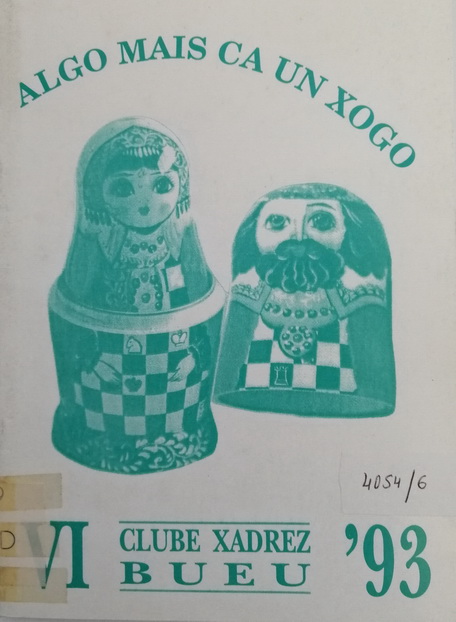 ALGO MAIS CA UN XOGO
4054/6
D
VI
CLUBE XADREZ
BUEU
'93